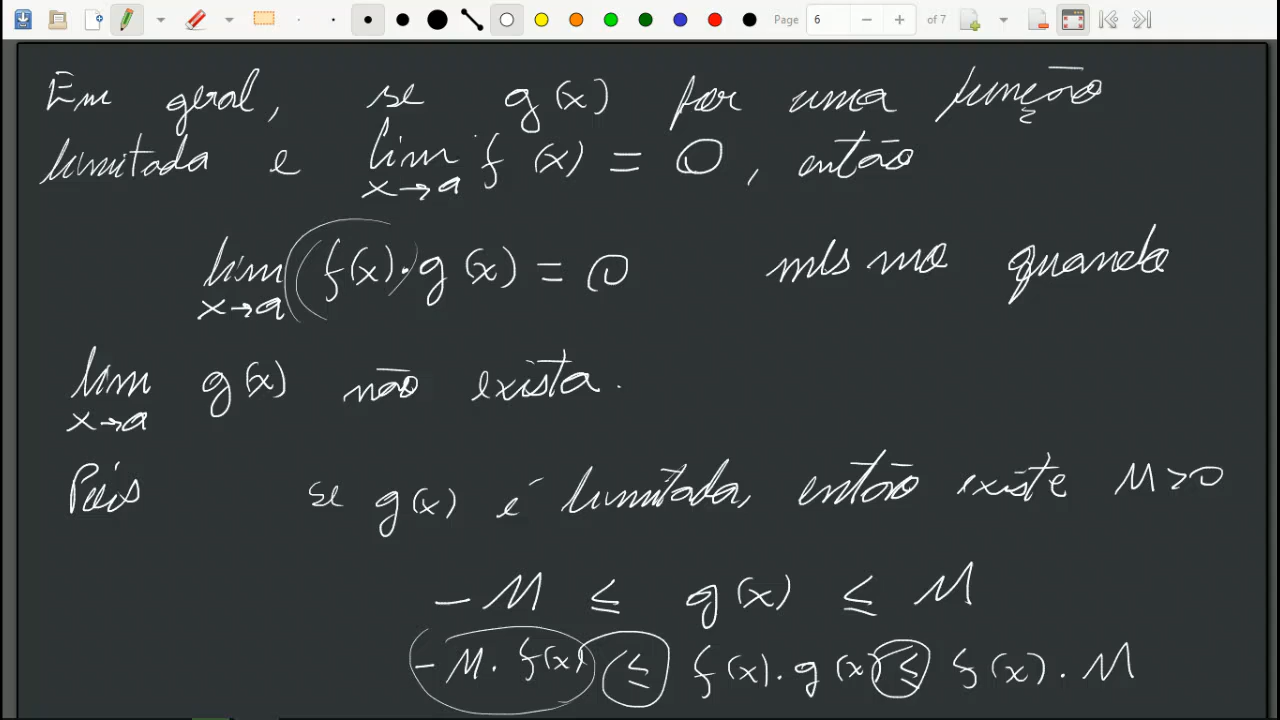 Page 6 of 7
Em geral, se g(x) for uma função
limitada e lim f(x) = 0, então
x→a
lim (f(x)·g(x) = 0 mesmo quando
x→a
lim g(x) não exista.
x→a
Pois se g(x) é limitada, então existe M>0
-M ≤ g(x) ≤ M
-M. f(x) ≤ f(x). g(x) ≤ f(x). M